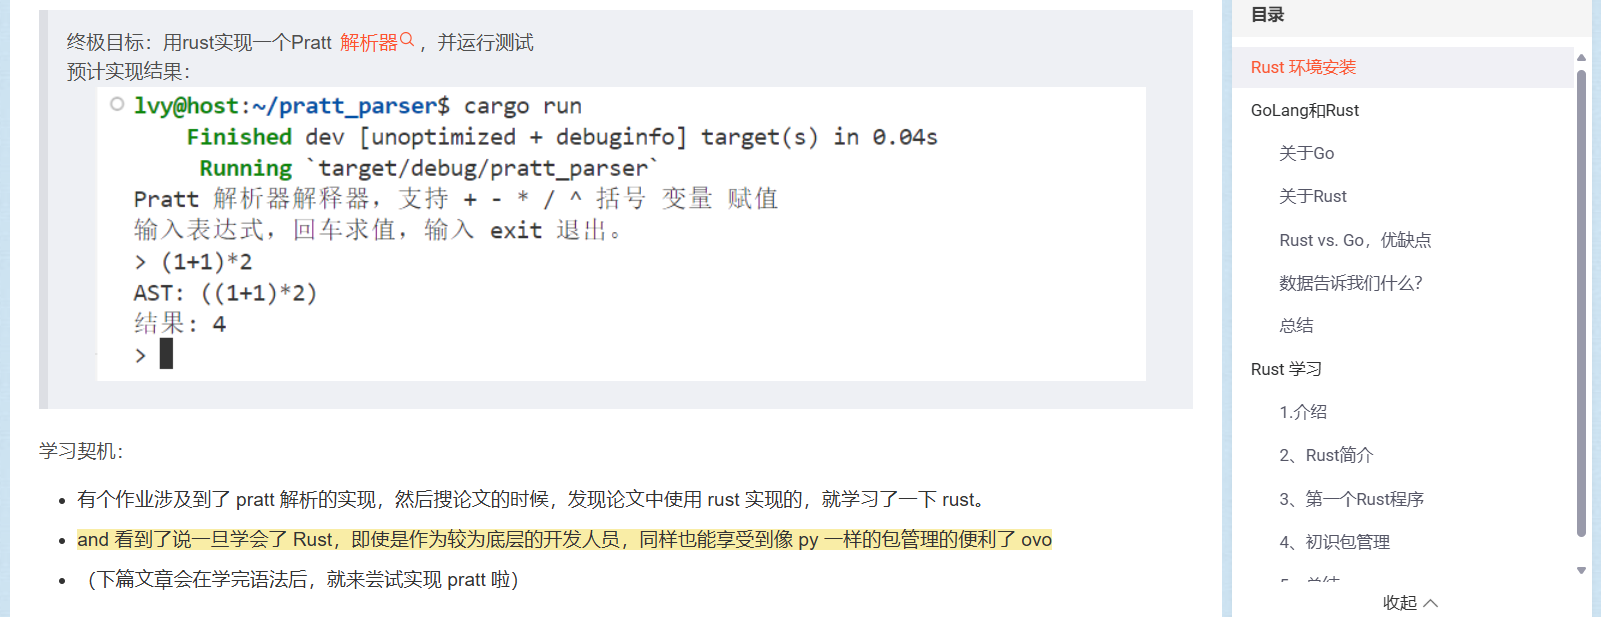 终极目标：用rust实现一个Pratt 解析器，并运行测试
预计实现结果：
lvy@host:~/pratt_parser$ cargo run
Finished dev [unoptimized + debuginfo] target(s) in 0.04s
Running `target/debug/pratt_parser`
Pratt 解析器解释器，支持 + - * / ^ 括号 变量 赋值
输入表达式，回车求值，输入 exit 退出。
> (1+1)*2
AST: ((1+1)*2)
结果: 4
>
学习契机：
有个作业涉及到了 pratt 解析的实现，然后搜论文的时候，发现论文中使用 rust 实现的，就学习了一下 rust。
and 看到了说一旦学会了 Rust，即使是作为较为底层的开发人员，同样也能享受到像 py 一样的包管理的便利了 ovo
（下篇文章会在学完语法后，就来尝试实现 pratt 啦）
目录
Rust 环境安装
GoLang和Rust
关于Go
关于Rust
Rust vs. Go，优缺点
数据告诉我们什么？
总结
Rust 学习
1.介绍
2、Rust简介
3、第一个Rust程序
4、初识包管理
收起